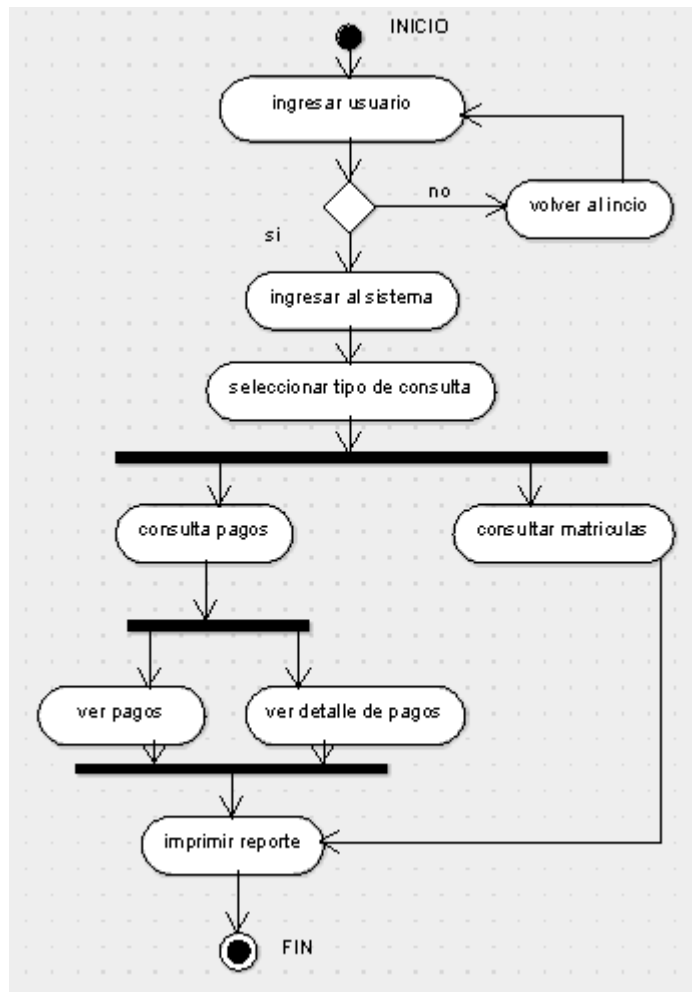 INICIO
ingresar usuario
no
volver al incio
si
ingresar al sistema
seleccionar tipo de consulta
consulta pagos
consultar matriculas
ver pagos
ver detalle de pagos
imprimir reporte
FIN